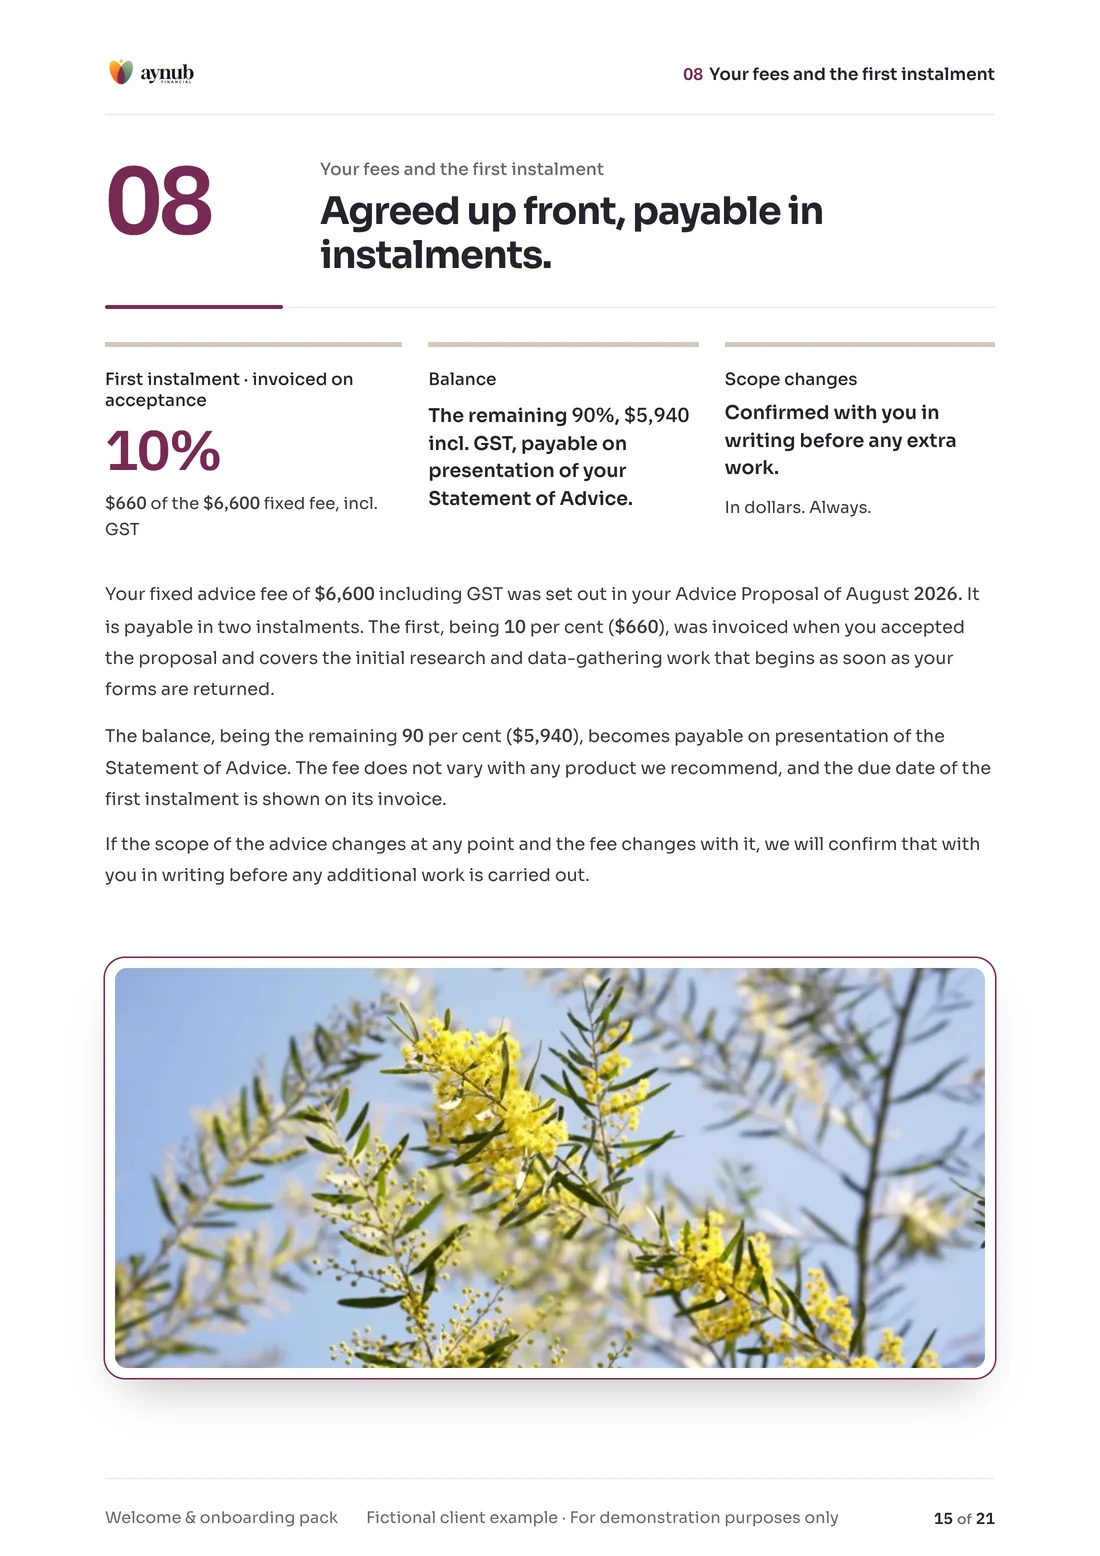 aynub
FINANCIAL
08 Your fees and the first instalment
08
Your fees and the first instalment
Agreed up front, payable in
instalments.
First instalment · invoiced on
acceptance
10%
$660 of the $6,600 fixed fee, incl.
GST
Balance
The remaining 90%, $5,940
incl. GST, payable on
presentation of your
Statement of Advice.
Scope changes
Confirmed with you in
writing before any extra
work.
In dollars. Always.
Your fixed advice fee of $6,600 including GST was set out in your Advice Proposal of August 2026. It
is payable in two instalments. The first, being 10 per cent ($660), was invoiced when you accepted
the proposal and covers the initial research and data-gathering work that begins as soon as your
forms are returned.
The balance, being the remaining 90 per cent ($5,940), becomes payable on presentation of the
Statement of Advice. The fee does not vary with any product we recommend, and the due date of the
first instalment is shown on its invoice.
If the scope of the advice changes at any point and the fee changes with it, we will confirm that with
you in writing before any additional work is carried out.
Welcome & onboarding pack
Fictional client example · For demonstration purposes only
15 of 21